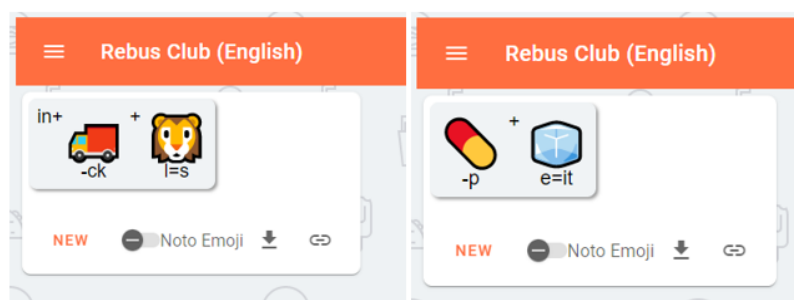 Rebus Club (English)
in+ +
-ck l=s
NEW Noto Emoji
Rebus Club (English)
+
-p e=it
NEW Noto Emoji